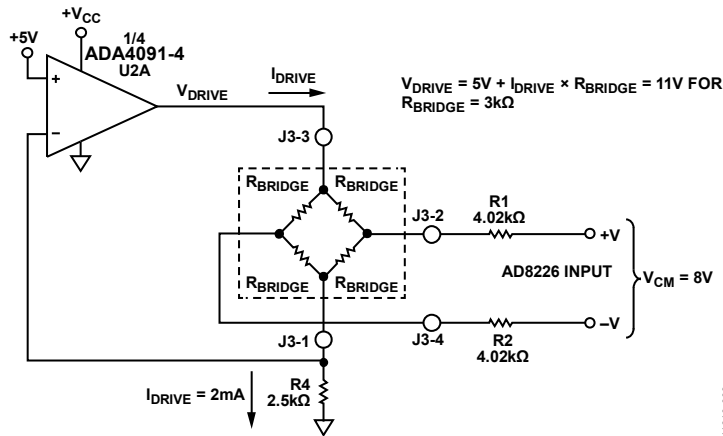 +VCC
+5V
1/4
ADA4091-4
U2A
+
−
VDRIVE
IDRIVE
VDRIVE = 5V + IDRIVE × RBRIDGE = 11V FOR
RBRIDGE = 3kΩ
J3-3
RBRIDGE RBRIDGE
J3-2
R1
4.02kΩ
+V
AD8226 INPUT
VCM = 8V
RBRIDGE RBRIDGE
−V
J3-1
J3-4
R2
4.02kΩ
IDRIVE = 2mA
R4
2.5kΩ